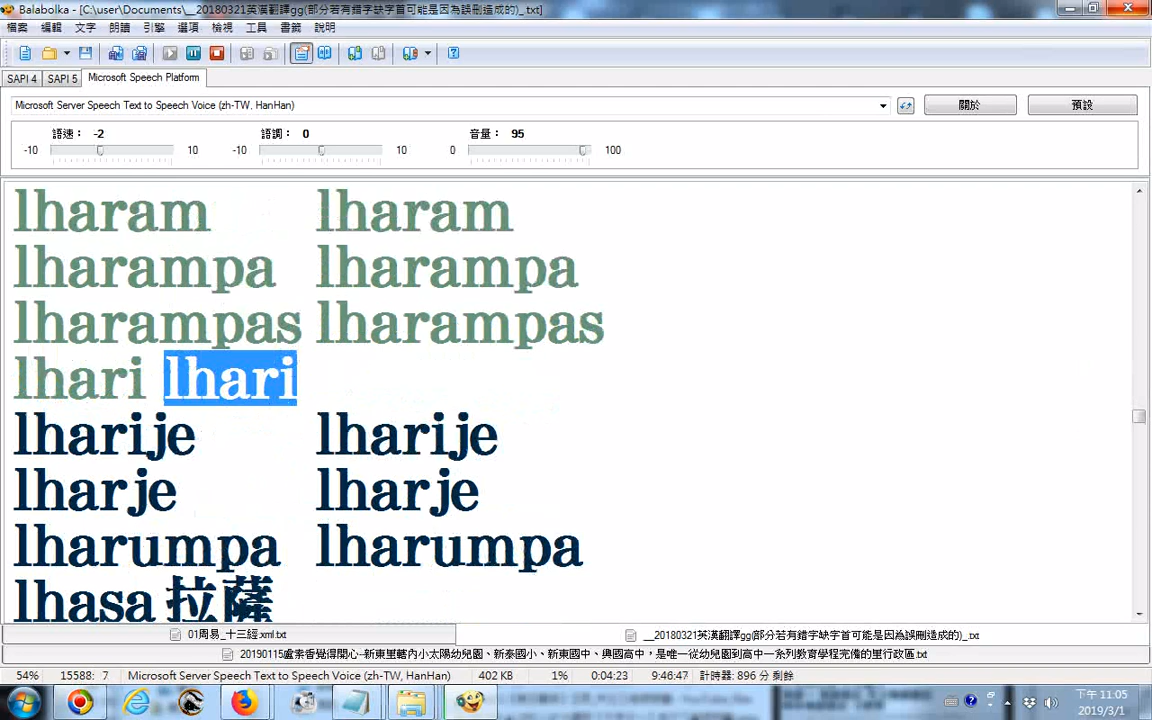 Balabolka - [C:\user\Documents\__20180321英漢翻譯gg(部分若有錯字缺字首可能是因為誤刪造成的)_.txt]
檔案 編輯 文字 朗讀 引擎 選項 檢視 工具 書籤 說明
SAPI 4 SAPI 5 Microsoft Speech Platform
Microsoft Server Speech Text to Speech Voice (zh-TW, HanHan) 關於 預設
語速： -2 語調： 0 音量： 95
-10 10 -10 10 0 100
lharam lharam
lharampa lharampa
lharampas lharampas
lhari lhari
lharije lharije
lharje lharje
lharumpa lharumpa
lhasa 拉薩
01周易_十三經.xml.txt __20180321英漢翻譯gg(部分若有錯字缺字首可能是因為誤刪造成的)_.txt
20190115盧素香覺得開心--新東里轄內小太陽幼兒園、新泰國小、新東國中、興國高中，是唯一從幼兒園到高中一系列教育學程完備的里行政區.txt
54% 15588: 7 Microsoft Server Speech Text to Speech Voice (zh-TW, HanHan) 402 KB 1% 0:04:23 9:46:47 計時器: 896 分 剩餘
下午 11:05
2019/3/1